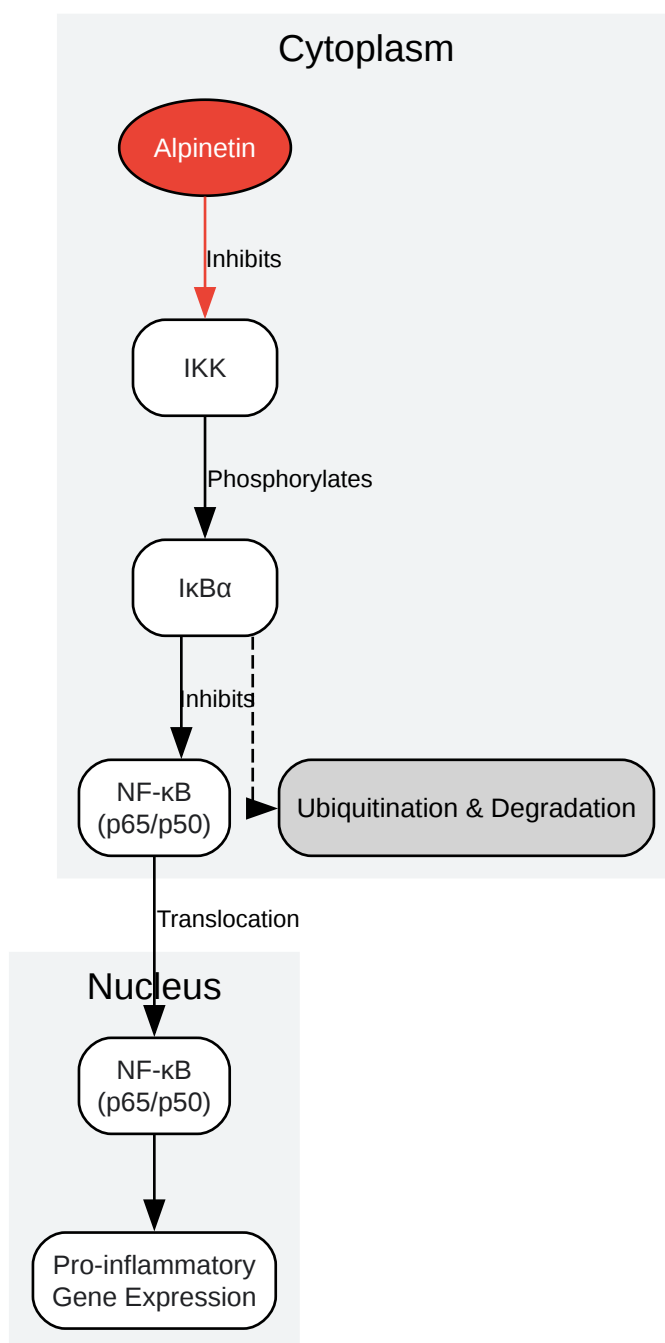 Cytoplasm
Alpinetin
Inhibits
IKK
Phosphorylates
IκBα
Inhibits
NF-κB
(p65/p50)
Ubiquitination & Degradation
Translocation
Nucleus
NF-κB
(p65/p50)
Pro-inflammatory
Gene Expression